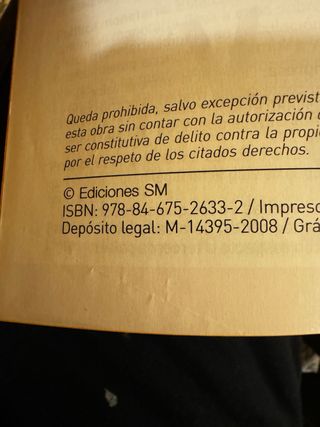 Queda prohibida, salvo excepción previst
esta obra sin contar con la autorización
ser constitutiva de delito contra la propie
por el respeto de los citados derechos.
© Ediciones SM
ISBN: 978-84-675-2633-2 / Impreso
Depósito legal: M-14395-2008 / Grá